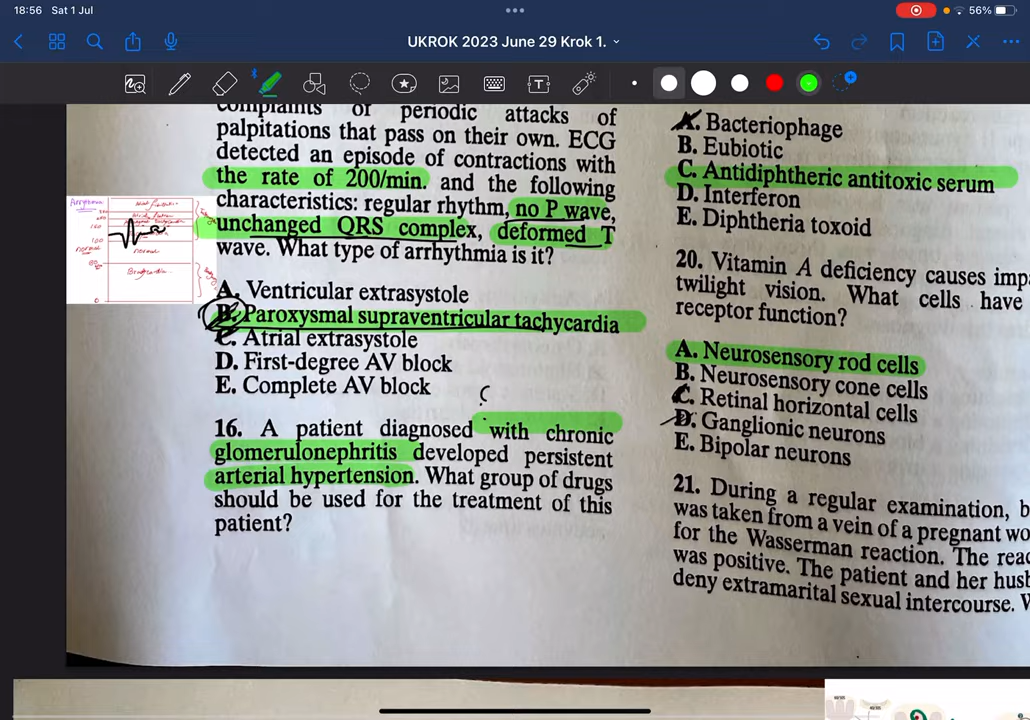 18:56 Sat 1 Jul
56%
UKROK 2023 June 29 Krok 1.
complaints of periodic attacks of
palpitations that pass on their own. ECG
detected an episode of contractions with
the rate of 200/min. and the following
characteristics: regular rhythm, no P wave,
unchanged QRS complex, deformed T
wave. What type of arrhythmia is it?
A. Ventricular extrasystole
B. Paroxysmal supraventricular tachycardia
C. Atrial extrasystole
D. First-degree AV block
E. Complete AV block
16. A patient diagnosed with chronic
glomerulonephritis developed persistent
arterial hypertension. What group of drugs
should be used for the treatment of this
patient?
A. Bacteriophage
B. Eubiotic
C. Antidiphtheric antitoxic serum
D. Interferon
E. Diphtheria toxoid
20. Vitamin A deficiency causes imp
twilight vision. What cells have
receptor function?
A. Neurosensory rod cells
B. Neurosensory cone cells
C. Retinal horizontal cells
D. Ganglionic neurons
E. Bipolar neurons
21. During a regular examination, b
was taken from a vein of a pregnant wo
for the Wasserman reaction. The reac
was positive. The patient and her husb
deny extramarital sexual intercourse. W